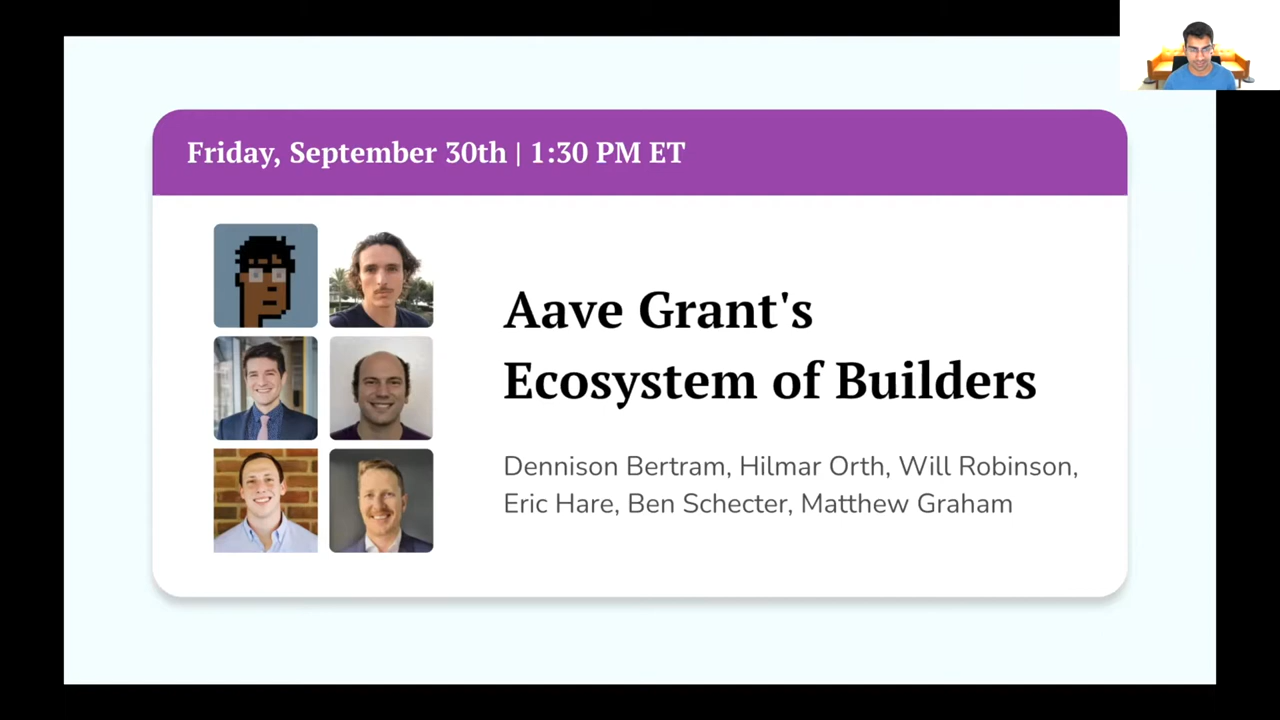 Friday, September 30th | 1:30 PM ET
Aave Grant's
Ecosystem of Builders
Dennison Bertram, Hilmar Orth, Will Robinson,
Eric Hare, Ben Schecter, Matthew Graham